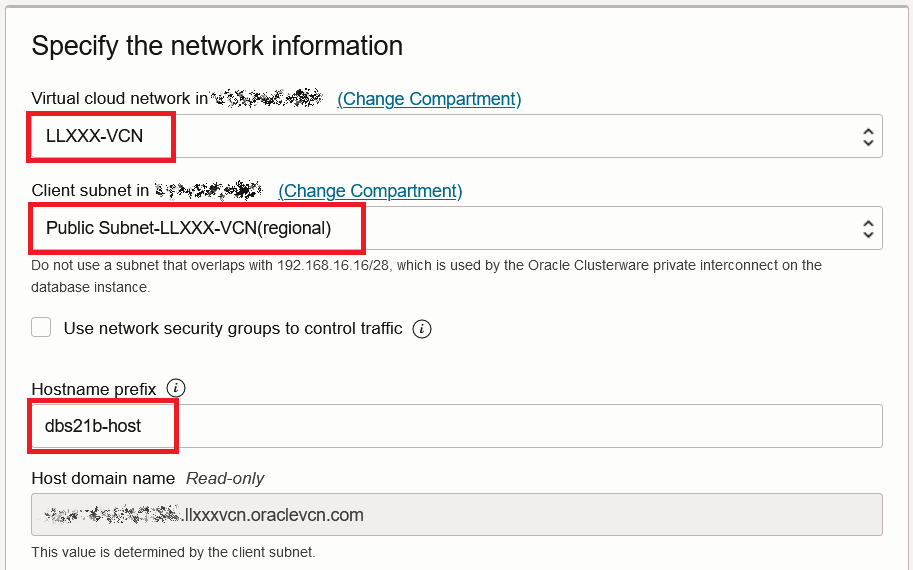 Specify the network information
Virtual cloud network in (Change Compartment)
LLXXX-VCN
Client subnet in (Change Compartment)
Public Subnet-LLXXX-VCN(regional)
Do not use a subnet that overlaps with 192.168.16.16/28, which is used by the Oracle Clusterware private interconnect on the
database instance.
Use network security groups to control traffic i
Hostname prefix i
dbs21b-host
Host domain name Read-only
.llxxxvcn.oraclevcn.com
This value is determined by the client subnet.